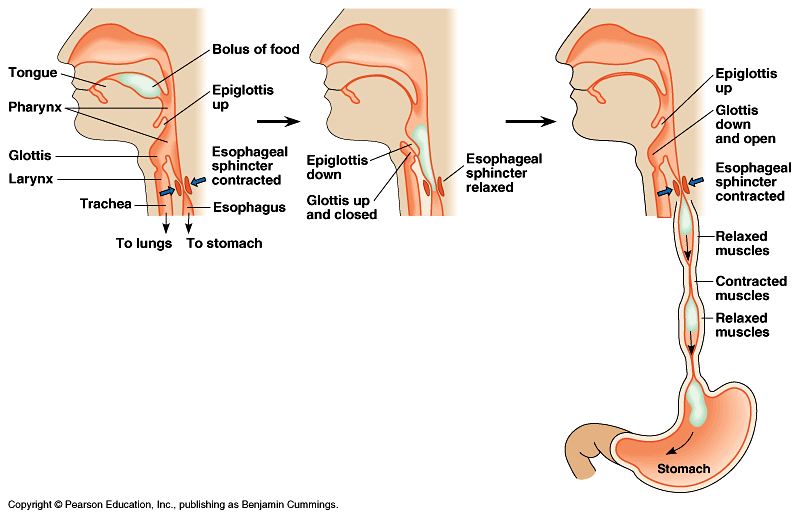 Tongue
Pharynx
Glottis
Larynx
Trachea
To lungs
Bolus of food
Epiglottis
up
Esophageal
sphincter
contracted
Esophagus
To stomach
Epiglottis
down
Glottis up
and closed
Esophageal
sphincter
relaxed
Epiglottis
up
Glottis
down
and open
Esophageal
sphincter
contracted
Relaxed
muscles
Contracted
muscles
Relaxed
muscles
Stomach
Copyright © Pearson Education, Inc., publishing as Benjamin Cummings.